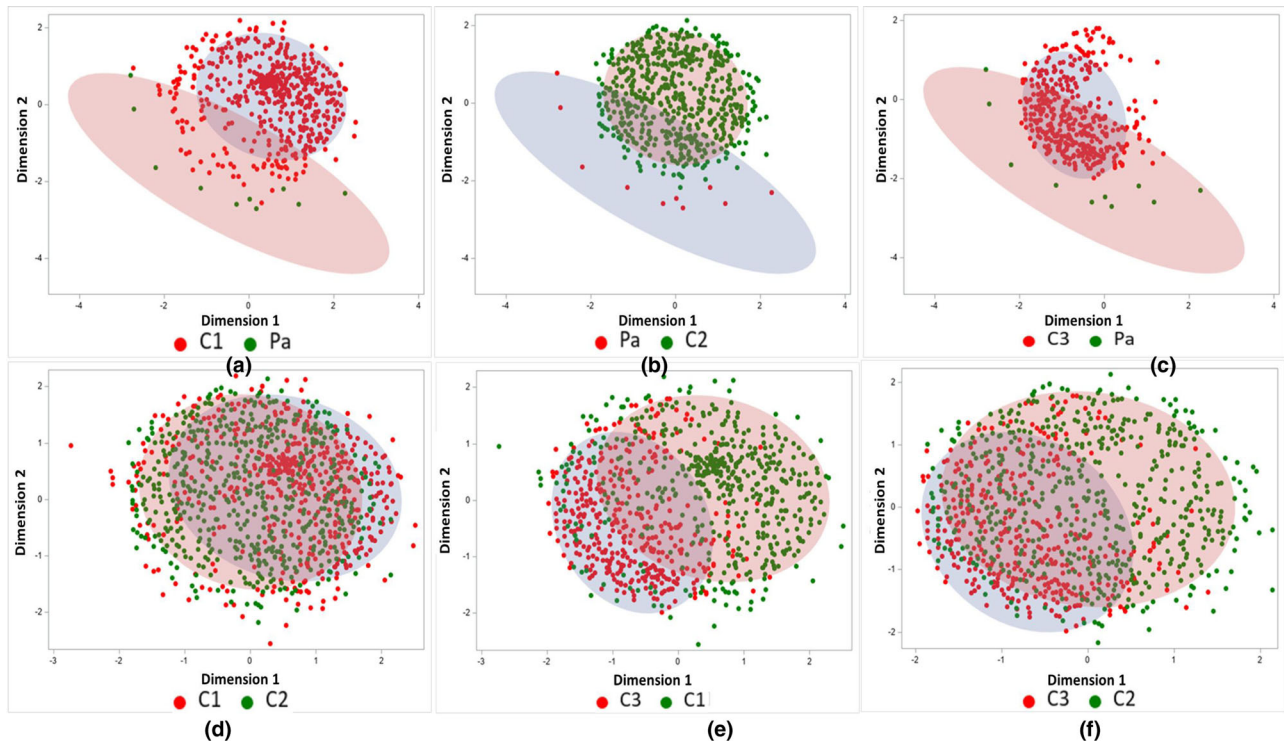 2
0
-2
-4
-4
-2
0
2
4
Dimension 2
Dimension 1
C1 Pa
(a)
2
0
-2
-4
-4
-2
0
2
4
Dimension 2
Dimension 1
Pa C2
(b)
2
0
-2
-4
-4
-2
0
2
4
Dimension 2
Dimension 1
C3 Pa
(c)
2
1
0
-1
-2
-3
-2
-1
0
1
2
Dimension 2
Dimension 1
C1 C2
(d)
2
1
0
-1
-2
-3
-2
-1
0
1
2
Dimension 2
Dimension 1
C3 C1
(e)
2
1
0
-1
-2
-2
-1
0
1
2
Dimension 2
Dimension 1
C3 C2
(f)